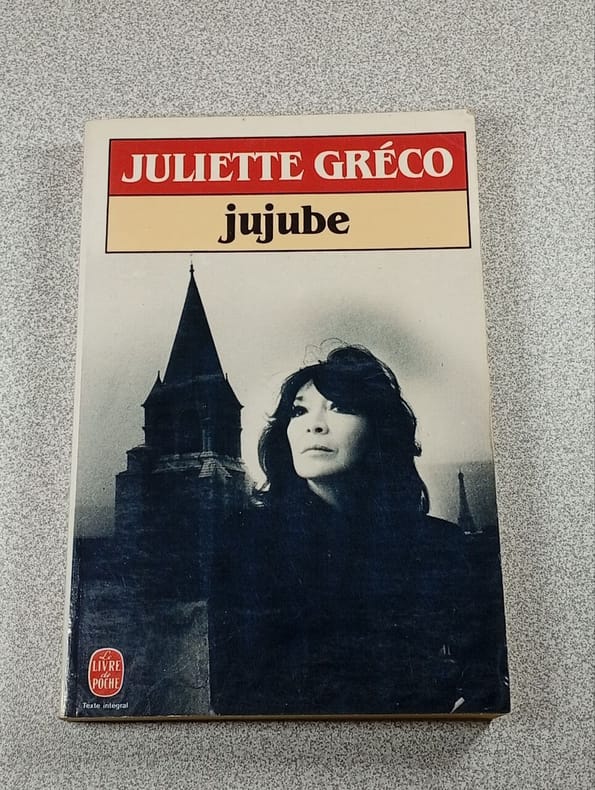 JULIETTE GRÉCO
jujube
Le
LIVRE
de
POCHE
Texte intégral